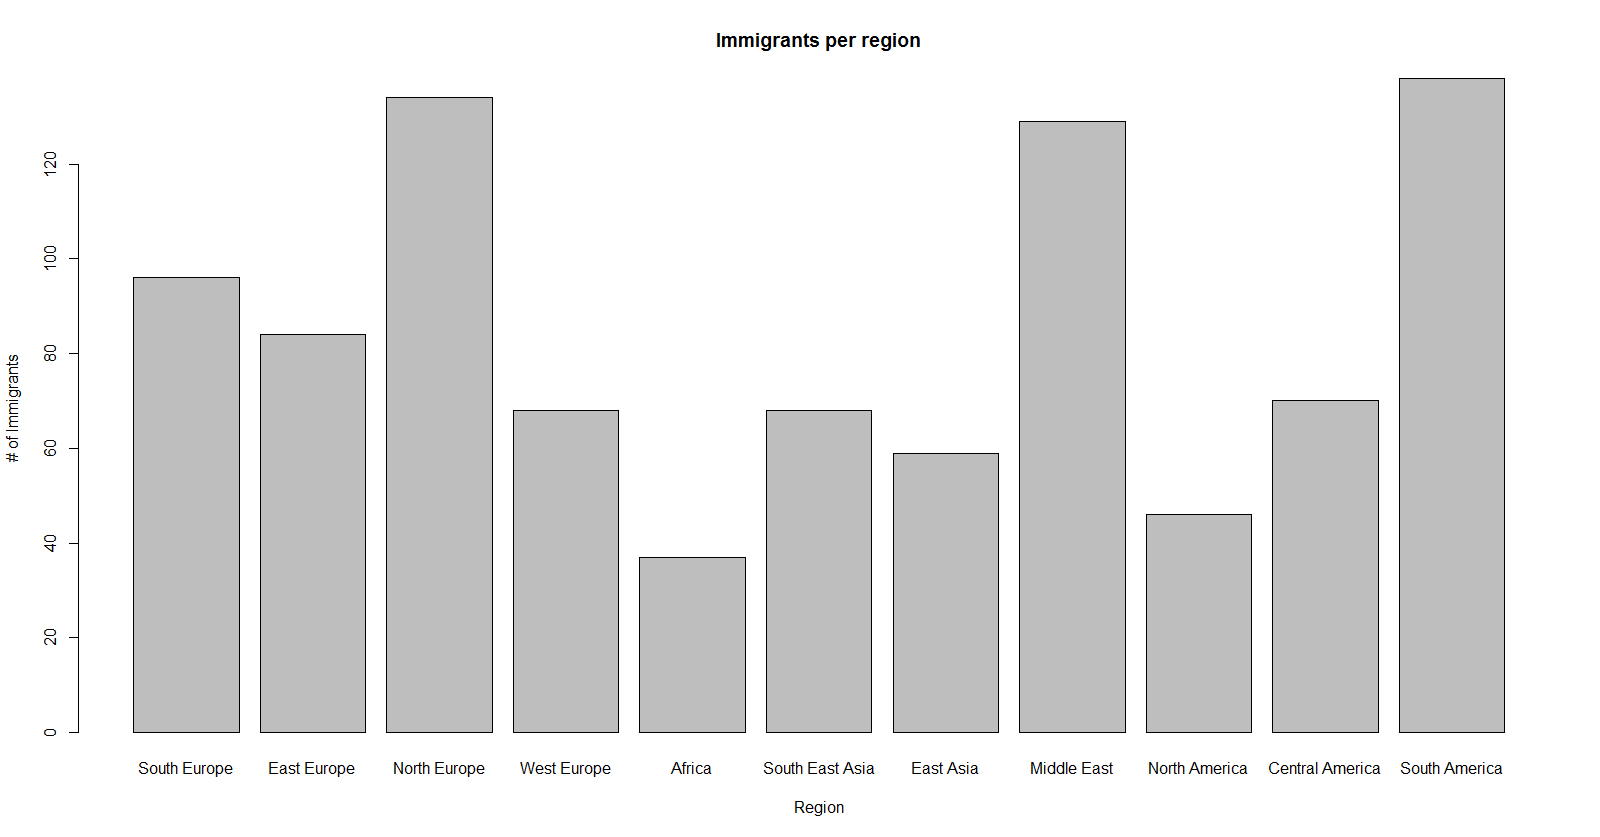 Immigrants per region
# of Immigrants
120
100
80
60
40
20
0
South Europe East Europe North Europe West Europe Africa South East Asia East Asia Middle East North America Central America South America
Region